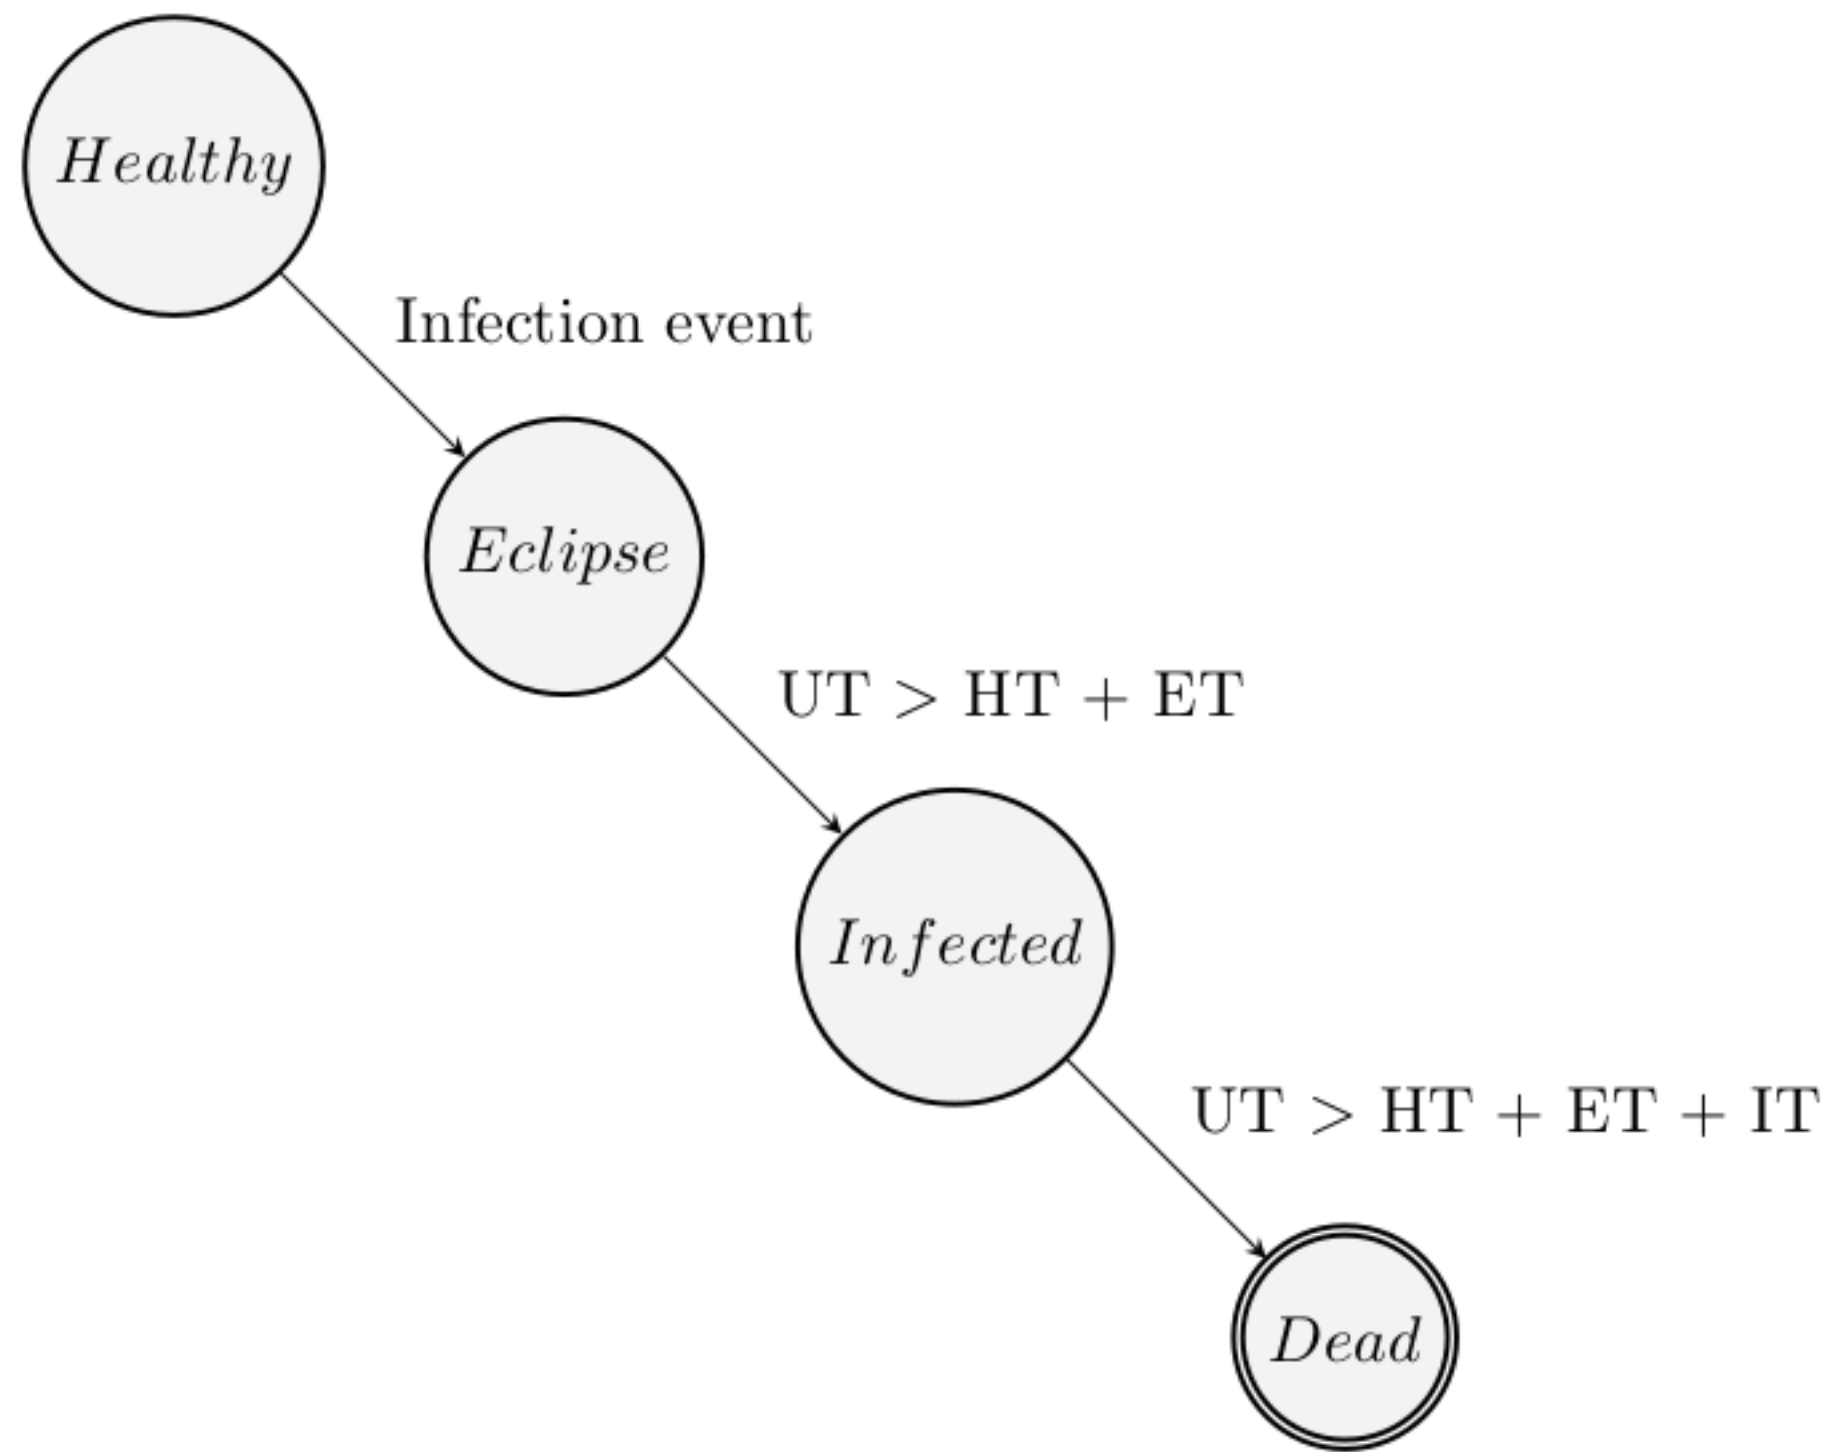 Healthy
Infection event
Eclipse
UT > HT + ET
Infected
UT > HT + ET + IT
Dead